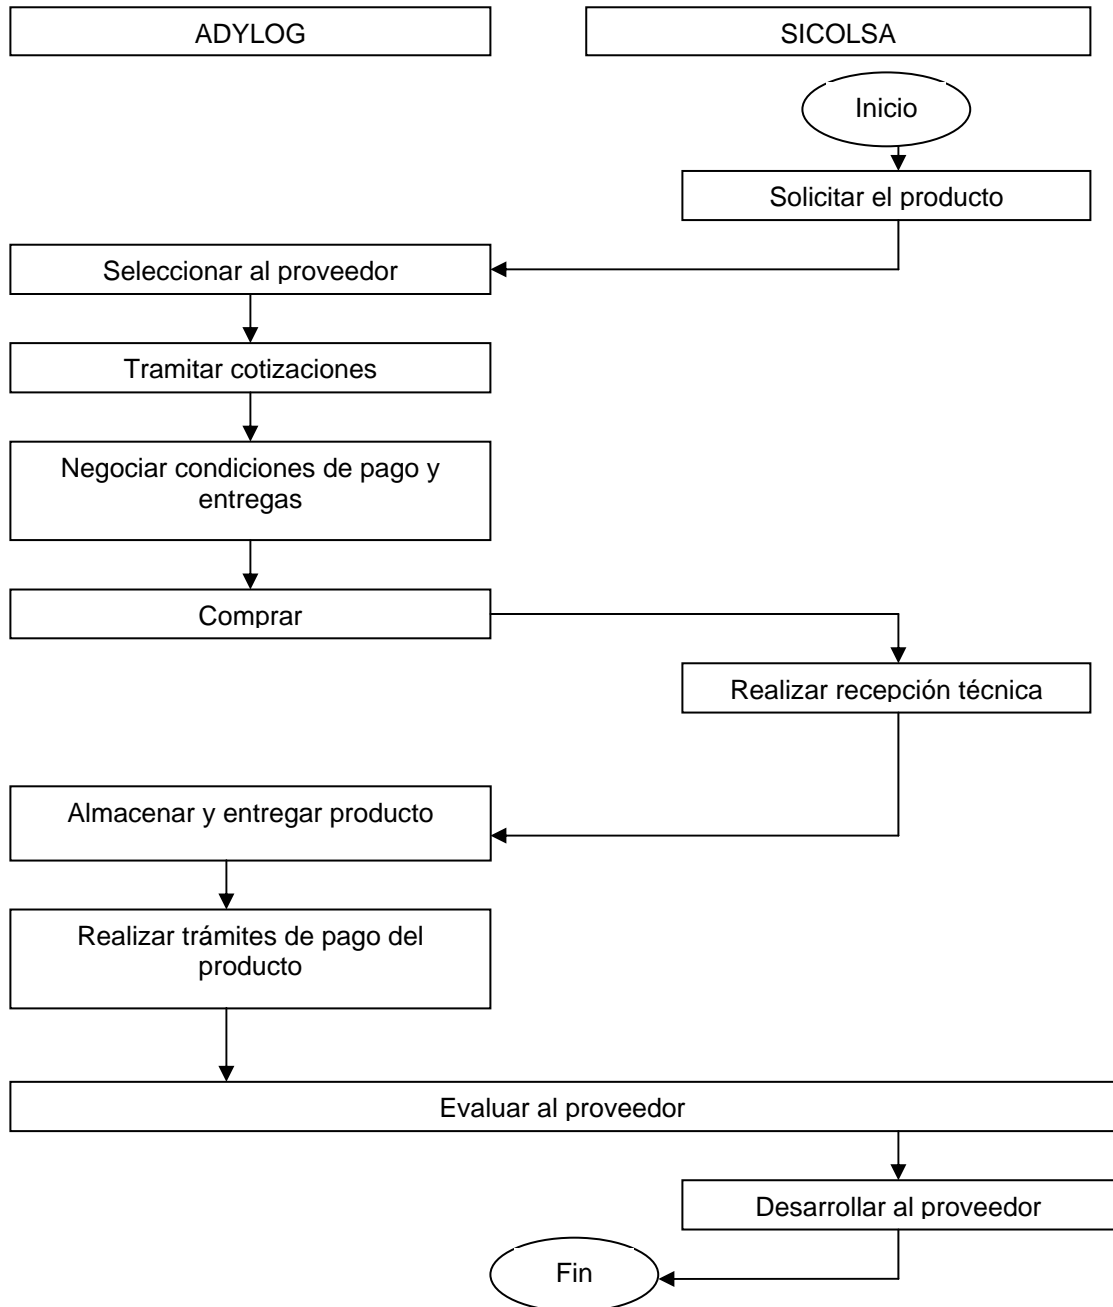 ADYLOG
SICOLSA
Inicio
Solicitar el producto
Seleccionar al proveedor
Tramitar cotizaciones
Negociar condiciones de pago y
entregas
Comprar
Realizar recepción técnica
Almacenar y entregar producto
Realizar trámites de pago del
producto
Evaluar al proveedor
Desarrollar al proveedor
Fin